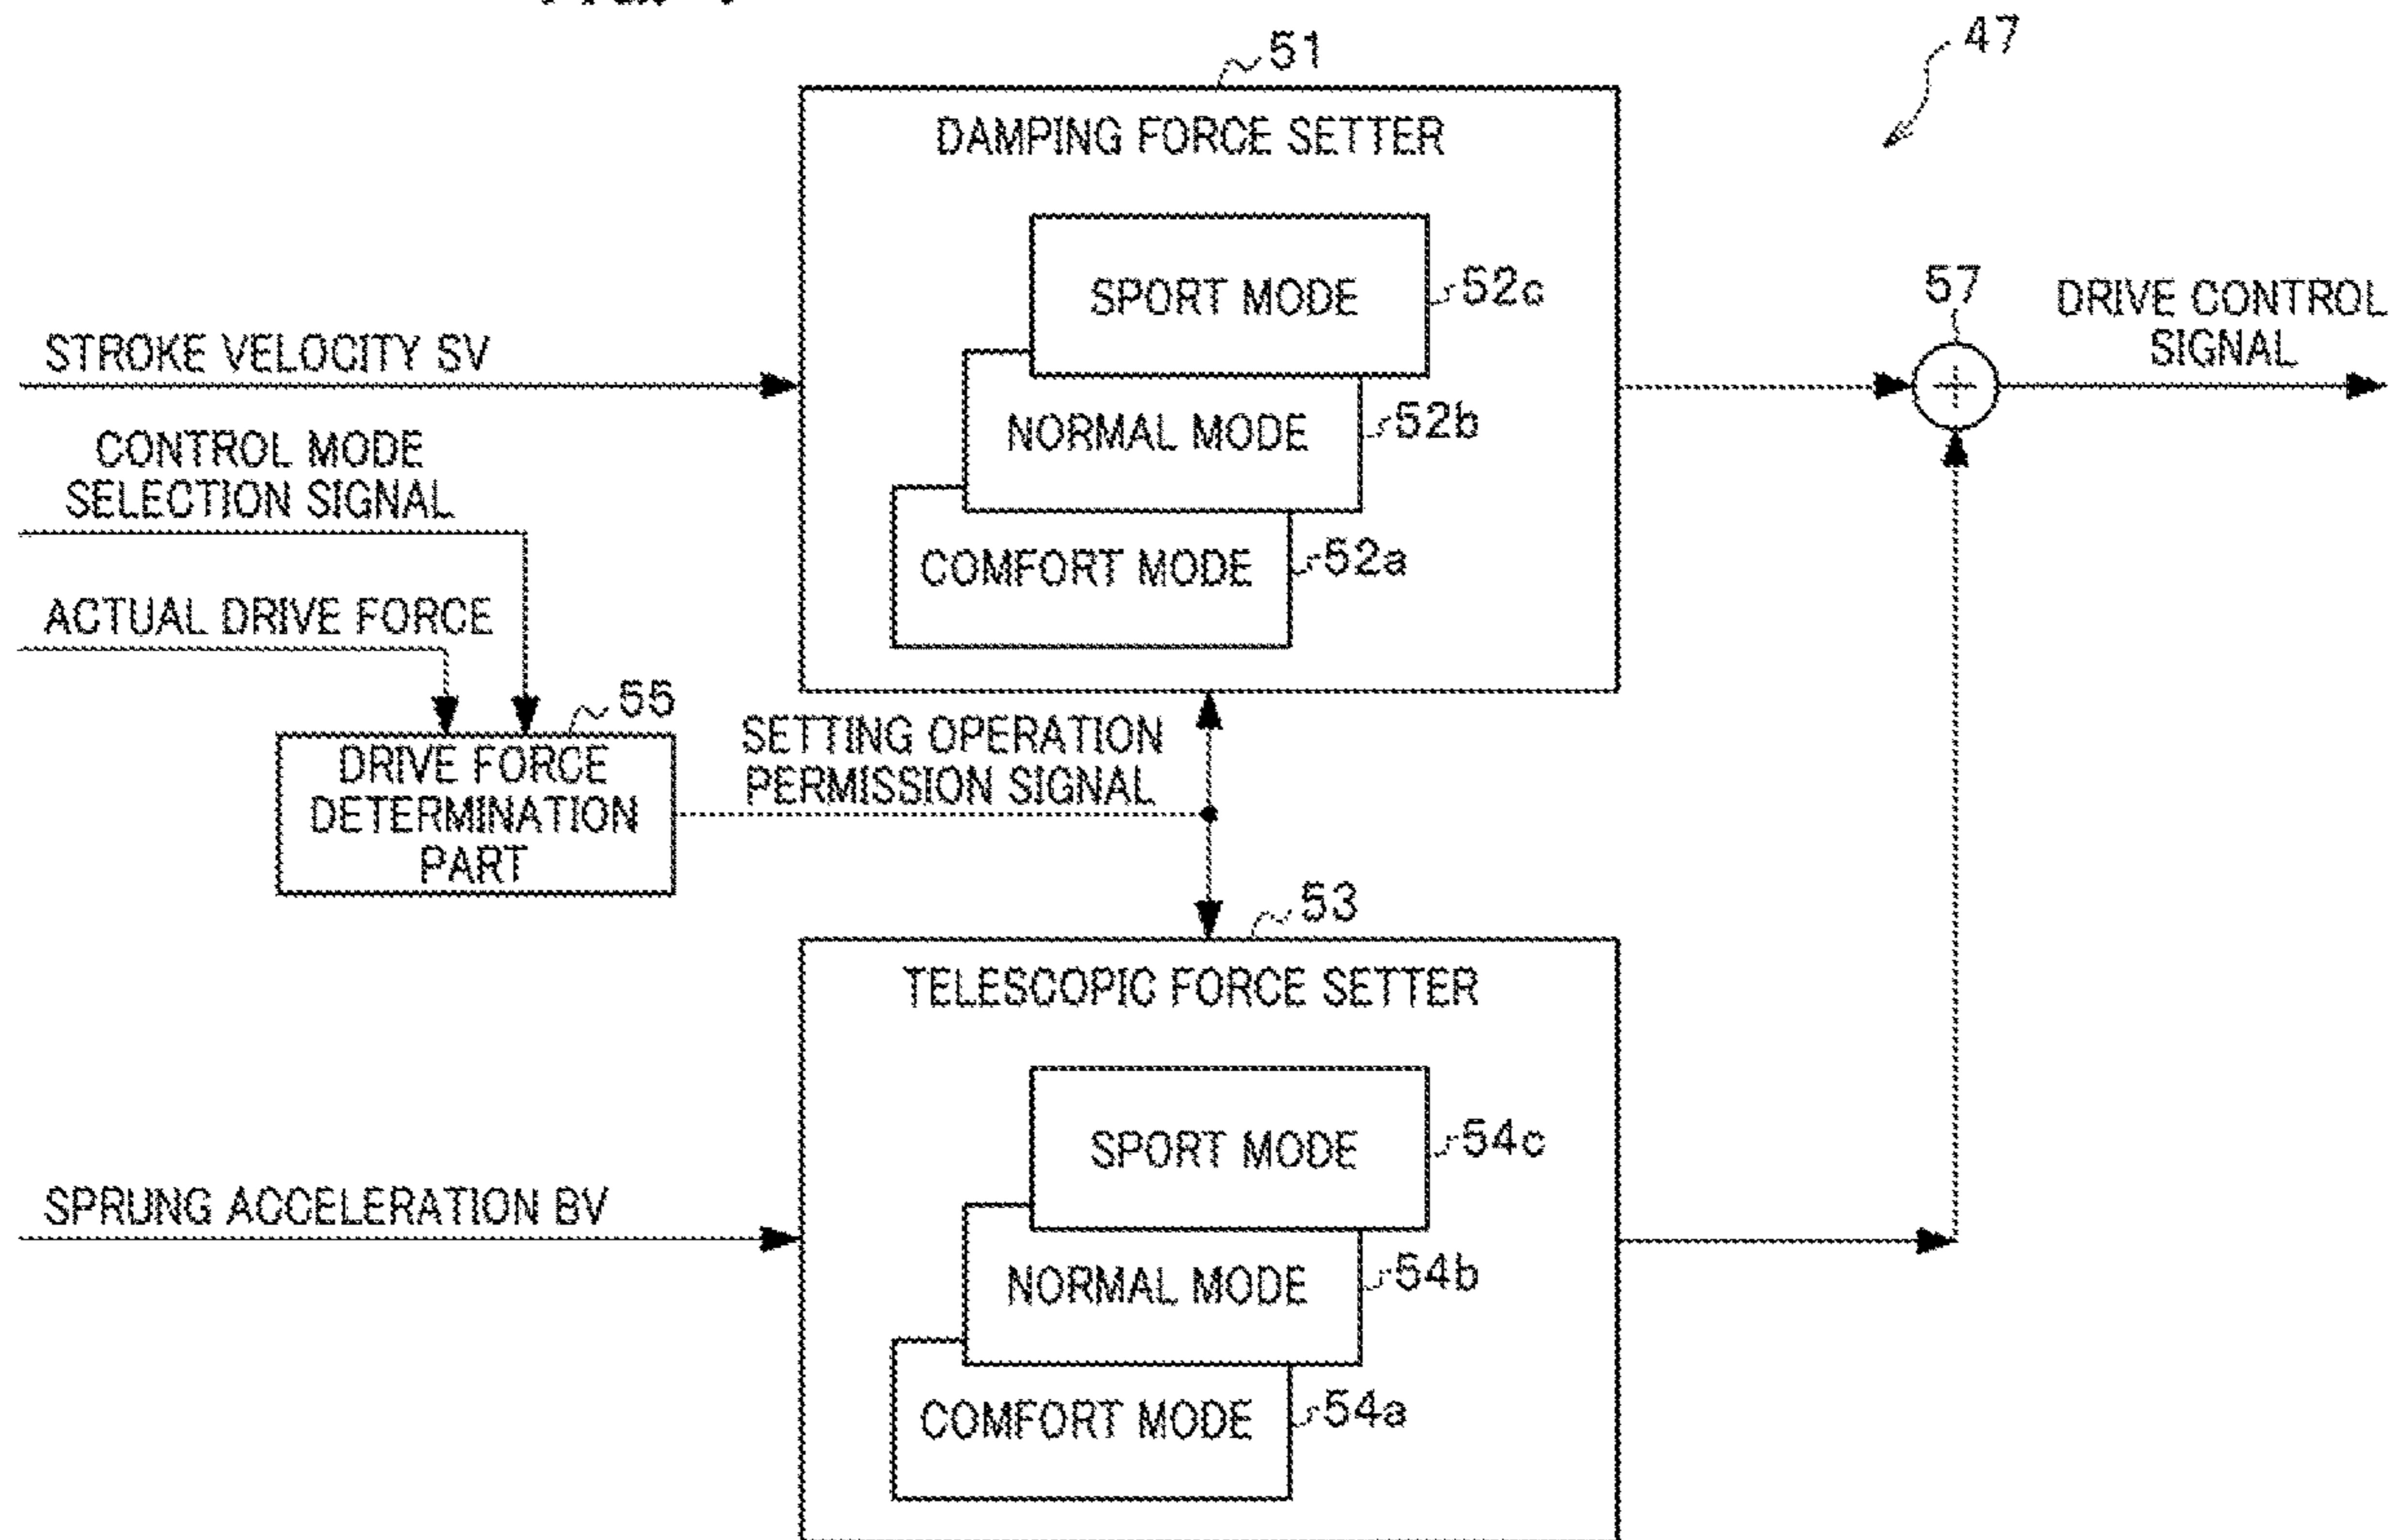 47
51
DAMPING FORCE SETTER
SPORT MODE
52c
57
DRIVE CONTROL
SIGNAL
STROKE VELOCITY SV
NORMAL MODE
52b
CONTROL MODE
SELECTION SIGNAL
COMFORT MODE
52a
ACTUAL DRIVE FORCE
55
DRIVE FORCE
DETERMINATION
PART
SETTING OPERATION
PERMISSION SIGNAL
53
TELESCOPIC FORCE SETTER
SPORT MODE
54c
SPRUNG ACCELERATION BV
NORMAL MODE
54b
COMFORT MODE
54a